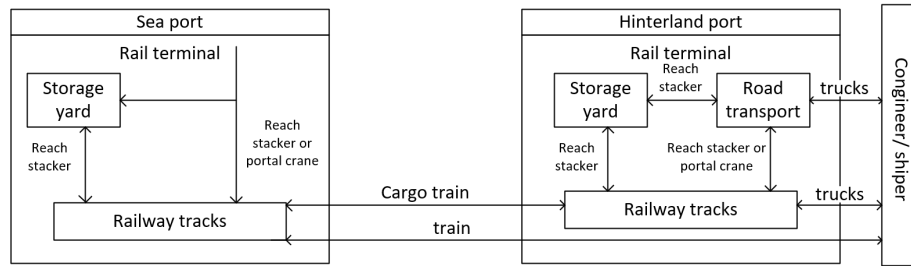 Sea port
Hinterland port
Rail terminal
Storage
yard
Reach
stacker
Reach
stacker or
portal crane
Railway tracks
Cargo train
train
Rail terminal
Storage
yard
Reach
stacker
Road
transport
trucks
Reach
stacker
Reach stacker or
portal crane
Railway tracks
trucks
Congineer/ shiper